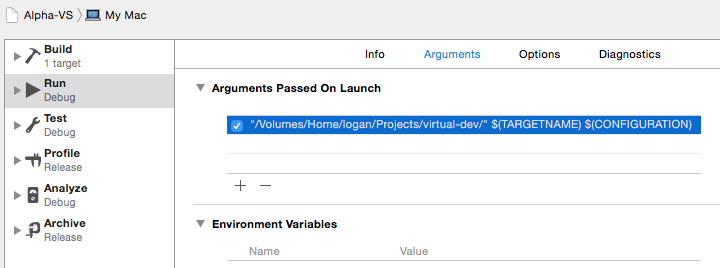 Alpha-VS My Mac
Build
1 target
Run
Debug
Test
Debug
Profile
Release
Analyze
Debug
Archive
Release
Info Arguments Options Diagnostics
Arguments Passed On Launch
"/Volumes/Home/logan/Projects/virtual-dev/" $(TARGETNAME) $(CONFIGURATION)
Environment Variables
Name Value